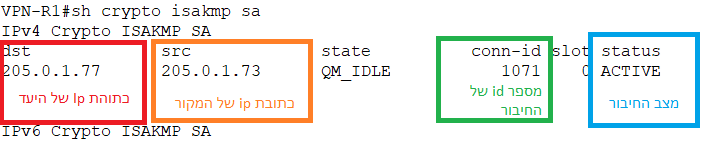 VPN-R1#sh crypto isakmp sa
IPv4 Crypto ISAKMP SA
dst src state conn-id slot status
205.0.1.77 205.0.1.73 QM_IDLE 1071 0 ACTIVE
כתוהת Ip של היעד
כתובת ip של המקור
מספר id של
החיבור
מצב החיבור
IPv6 Crypto ISAKMP SA